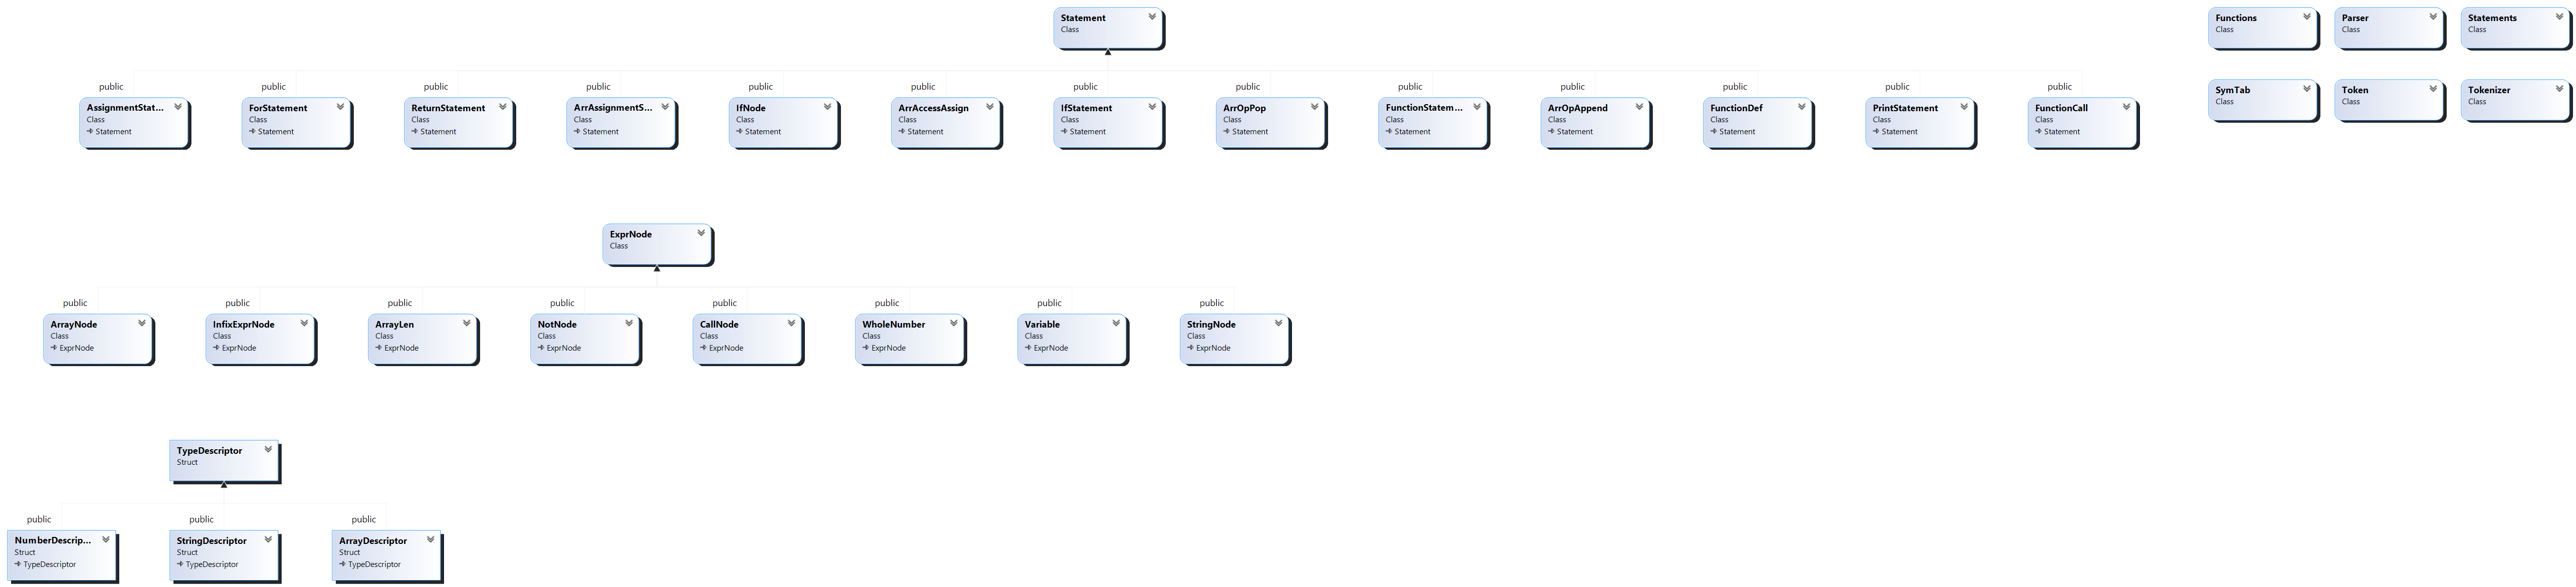 Statement
Class
Functions
Class
Parser
Class
Statements
Class
public
public
public
public
public
public
public
public
public
public
public
public
public
AssignmentStat...
Class
Statement
ForStatement
Class
Statement
ReturnStatement
Class
Statement
ArrAssignmentS...
Class
Statement
IfNode
Class
Statement
ArrAccessAssign
Class
Statement
IfStatement
Class
Statement
ArrOpPop
Class
Statement
FunctionStatem...
Class
Statement
ArrOpAppend
Class
Statement
FunctionDef
Class
Statement
PrintStatement
Class
Statement
FunctionCall
Class
Statement
SymTab
Class
Token
Class
Tokenizer
Class
ExprNode
Class
public
public
public
public
public
public
public
public
ArrayNode
Class
ExprNode
InfixExprNode
Class
ExprNode
ArrayLen
Class
ExprNode
NotNode
Class
ExprNode
CallNode
Class
ExprNode
WholeNumber
Class
ExprNode
Variable
Class
ExprNode
StringNode
Class
ExprNode
TypeDescriptor
Struct
public
public
public
NumberDescrip...
Struct
TypeDescriptor
StringDescriptor
Struct
TypeDescriptor
ArrayDescriptor
Struct
TypeDescriptor